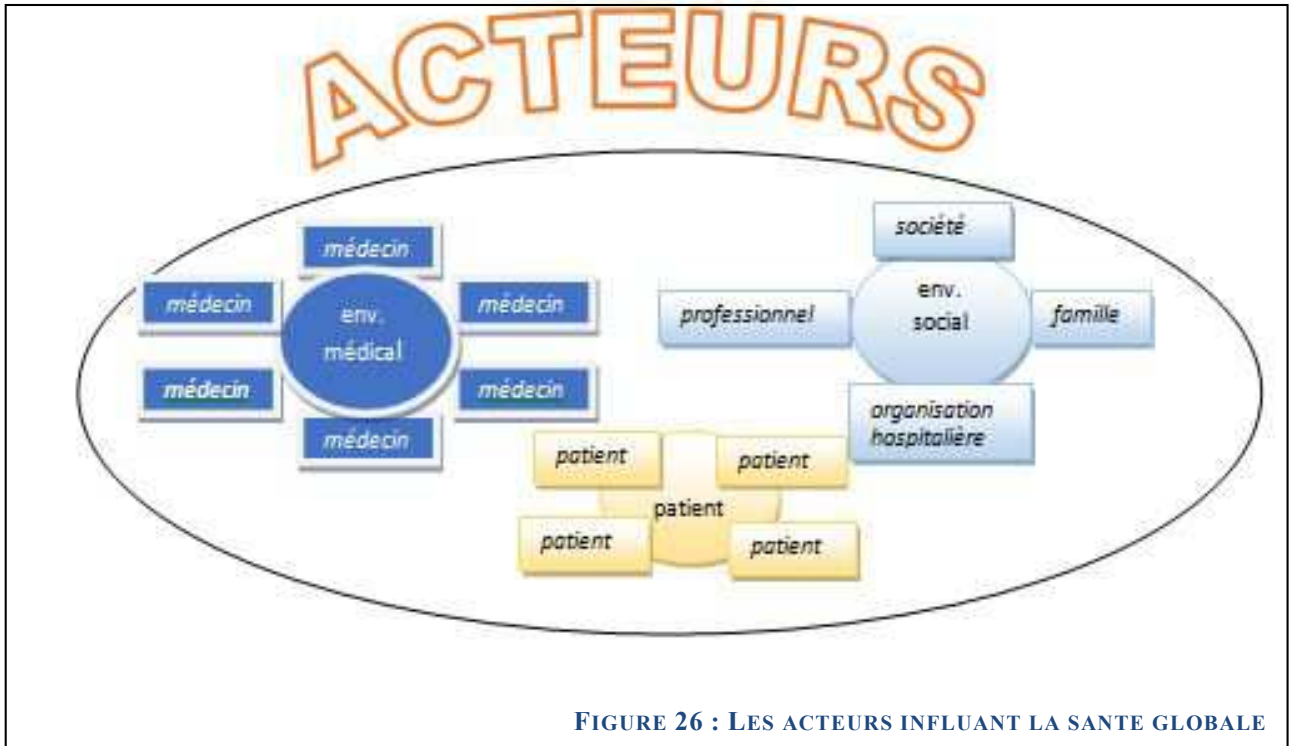 ACTEURS
médecin
médecin
médecin
env.
médical
médecin
médecin
médecin
société
professionnel
env.
social
famille
organisation
hospitalière
patient
patient
patient
patient
patient
FIGURE 26 : LES ACTEURS INFLUANT LA SANTE GLOBALE